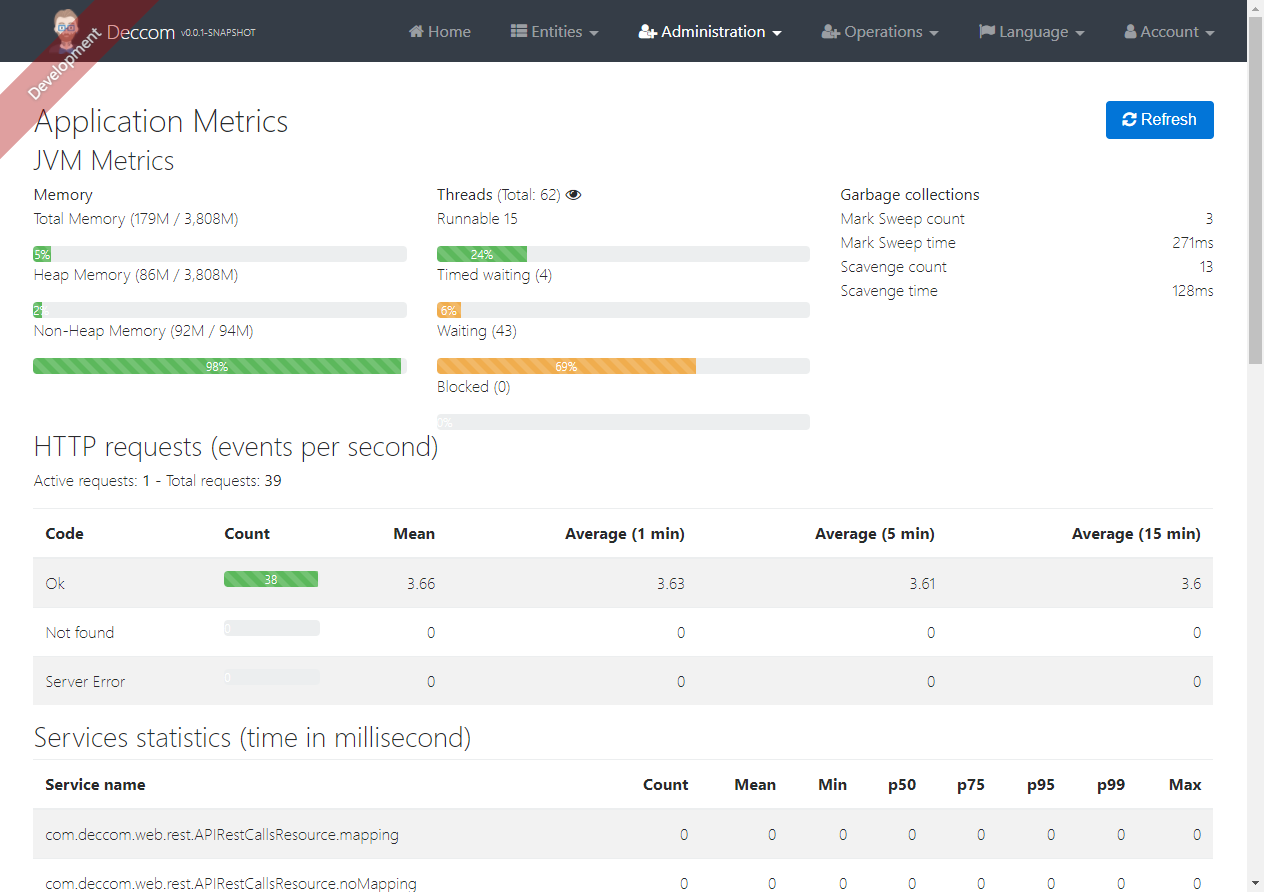 Development
Deccom v0.0.1-SNAPSHOT Home Entities Administration Operations Language Account
Application Metrics Refresh
JVM Metrics
Memory Threads (Total: 62) Garbage collections
Total Memory (179M / 3,808M) Runnable 15 Mark Sweep count 3
Mark Sweep time 271ms
5% 24%
Heap Memory (86M / 3,808M) Timed waiting (4) Scavenge count 13
Scavenge time 128ms
2% 6%
Non-Heap Memory (92M / 94M) Waiting (43)
98% 69%
Blocked (0)
0%
HTTP requests (events per second)
Active requests: 1 - Total requests: 39
Code Count Mean Average (1 min) Average (5 min) Average (15 min)
Ok 38 3.66 3.63 3.61 3.6
Not found 0 0 0 0 0
Server Error 0 0 0 0 0
Services statistics (time in millisecond)
Service name Count Mean Min p50 p75 p95 p99 Max
com.deccom.web.rest.APIRestCallsResource.mapping 0 0 0 0 0 0 0 0
com.deccom.web.rest.APIRestCallsResource.noMapping 0 0 0 0 0 0 0 0